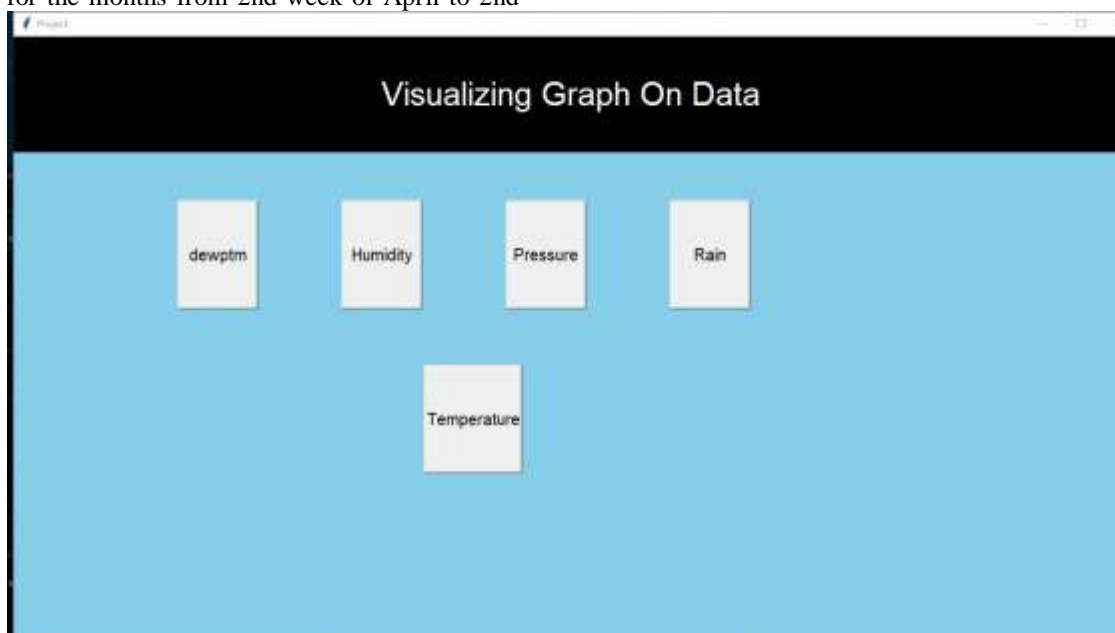 for the months from 2nd week of April to 2nd
Project
Visualizing Graph On Data
dewptm
Humidity
Pressure
Rain
Temperature